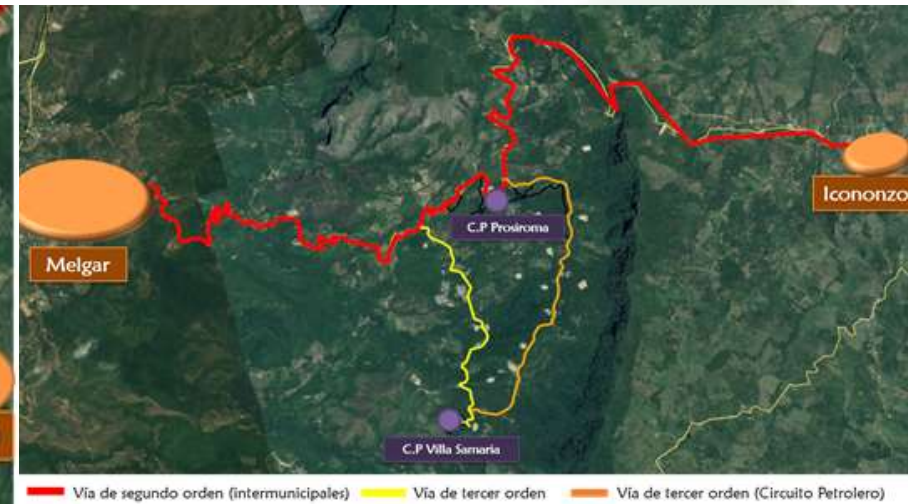 Iconozo
C.P Prosiroma
Melgar
C.P Villa Samaria
Vía de segundo orden (intermunicipales) Vía de tercer orden Vía de tercer orden (Circuito Petrolero)